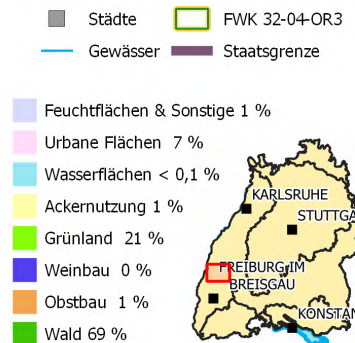 Städte
FWK 32-04-OR3
Gewässer
Staatsgrenze
Feuchtflächen & Sonstige 1 %
Urbane Flächen 7 %
Wasserflächen < 0,1 %
Ackernutzung 1 %
Grünland 21 %
Weinbau 0 %
Obstbau 1 %
Wald 69 %
KARLSRUHE
STUTTGA
FREIBURG IM
BREISGAU
KONSTAN